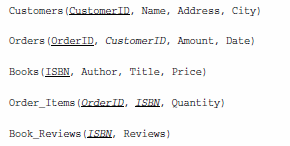 Customers(CustomerID, Name, Address, City)
Orders(OrderID, CustomerID, Amount, Date)
Books(ISBN, Author, Title, Price)
Order_Items(OrderID, ISBN, Quantity)
Book_Reviews(ISBN, Reviews)